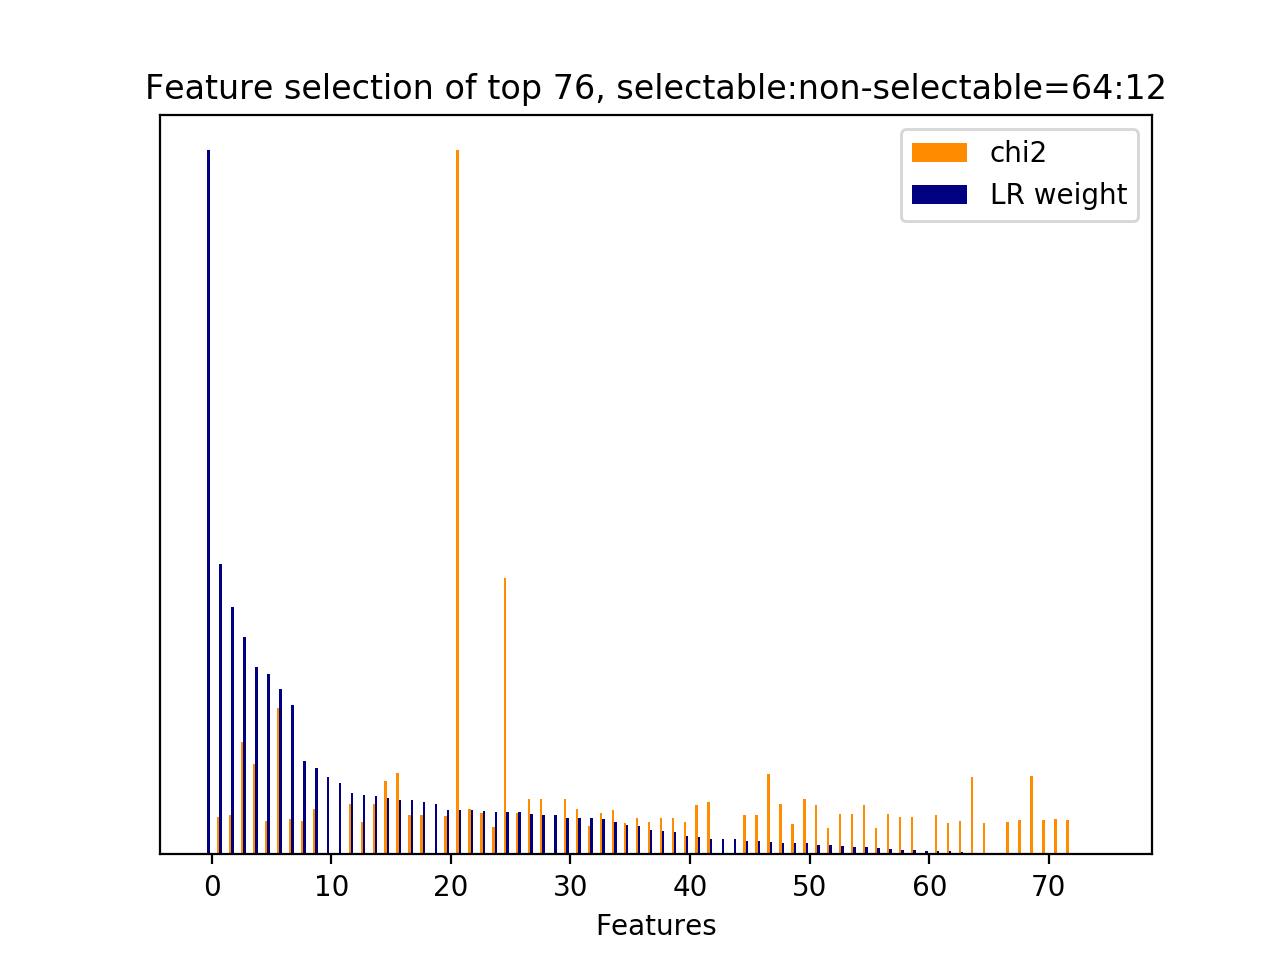 Feature selection of top 76, selectable:non-selectable=64:12
chi2
LR weight
0 10 20 30 40 50 60 70
Features